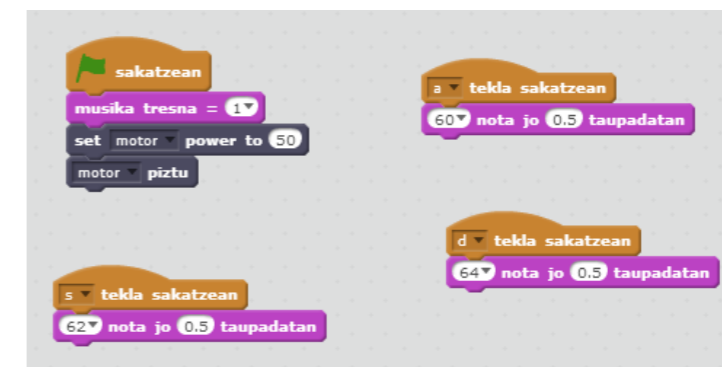 sakatzean
musika tresna = 1
set motor power to 50
motor piztu
a tekla sakatzean
60 nota jo 0.5 taupadatan
d tekla sakatzean
64 nota jo 0.5 taupadatan
s tekla sakatzean
62 nota jo 0.5 taupadatan